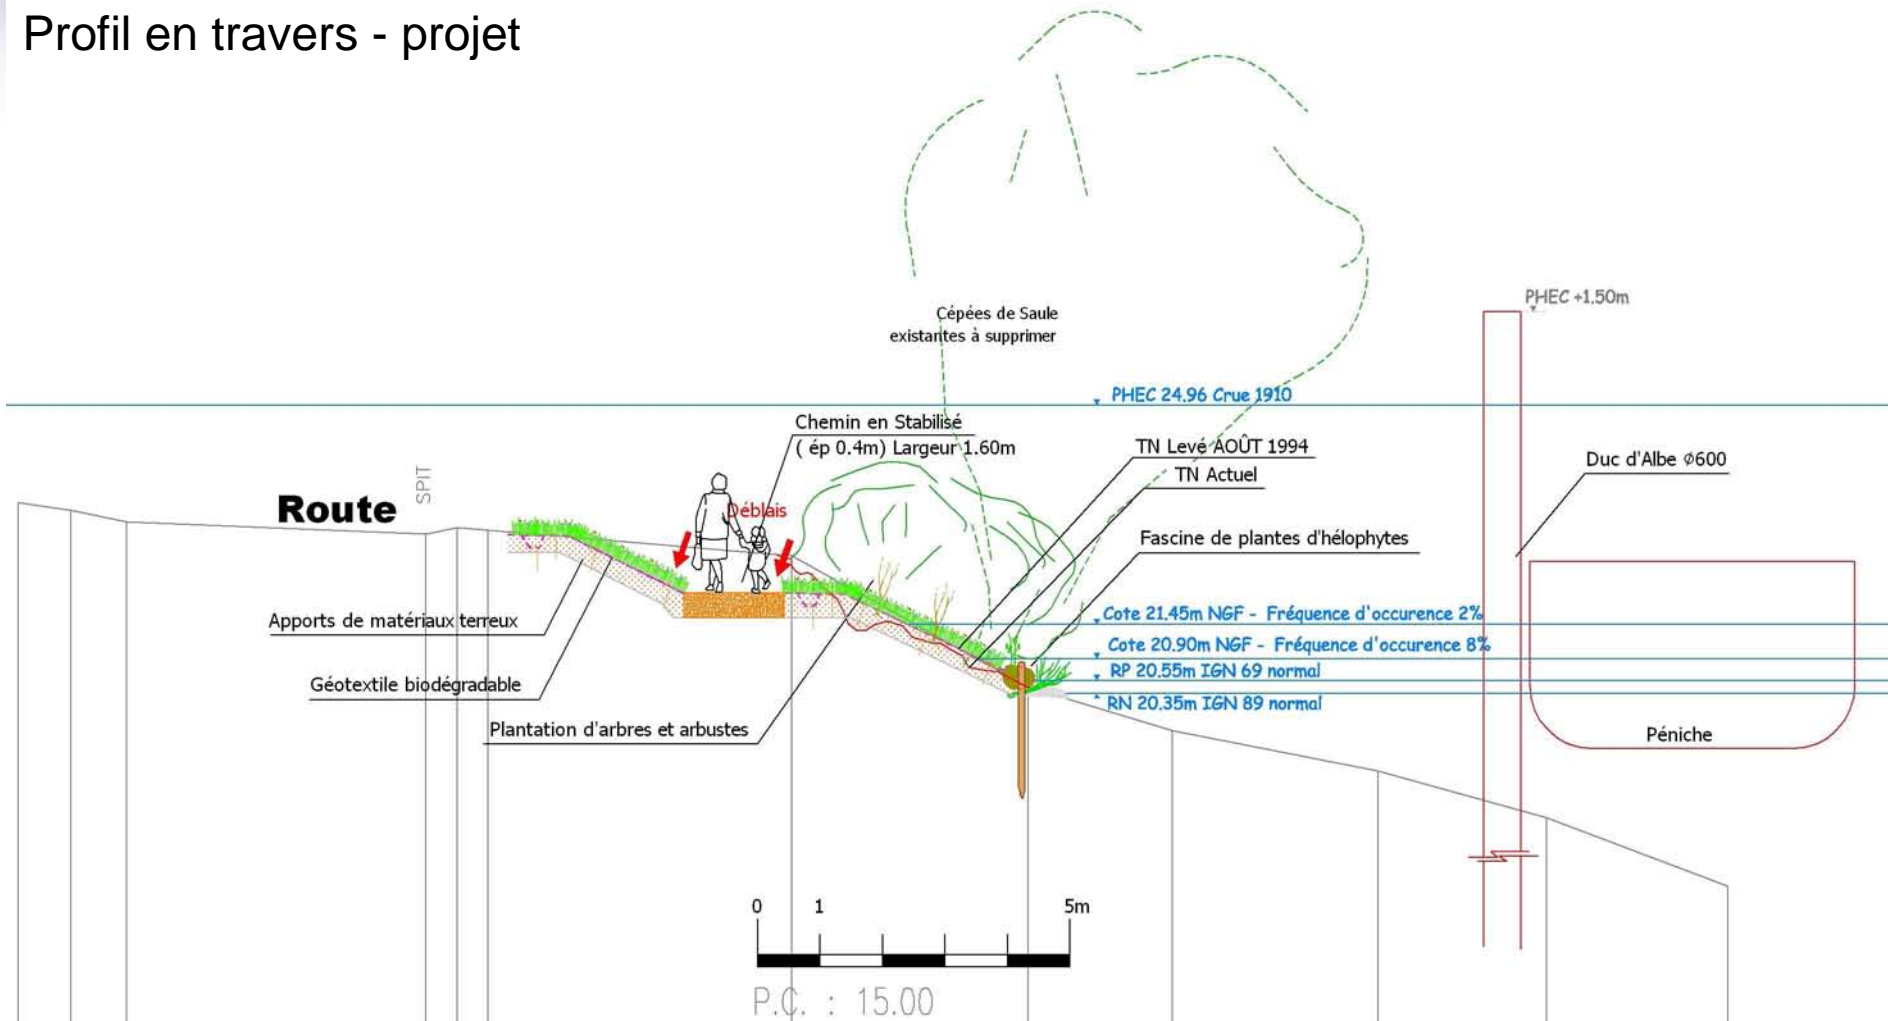 Profil en travers - projet
PHEC +1.50m
Cépées de Saule
existantes à supprimer
PHEC 24.96 Crue 1910
Chemin en Stabilisé
( ép 0.4m) Largeur 1.60m
TN Levé AOÛT 1994
TN Actuel
Duc d'Albe Ø600
SPIT
Route
Déblais
Fascine de plantes d'hélophytes
Apports de matériaux terreux
Cote 21.45m NGF - Fréquence d'occurence 2%
Cote 20.90m NGF - Fréquence d'occurence 8%
RP 20.55m IGN 69 normal
Géotextile biodégradable
RN 20.35m IGN 89 normal
Plantation d'arbres et arbustes
Péniche
0 1 5m
P.C. : 15.00